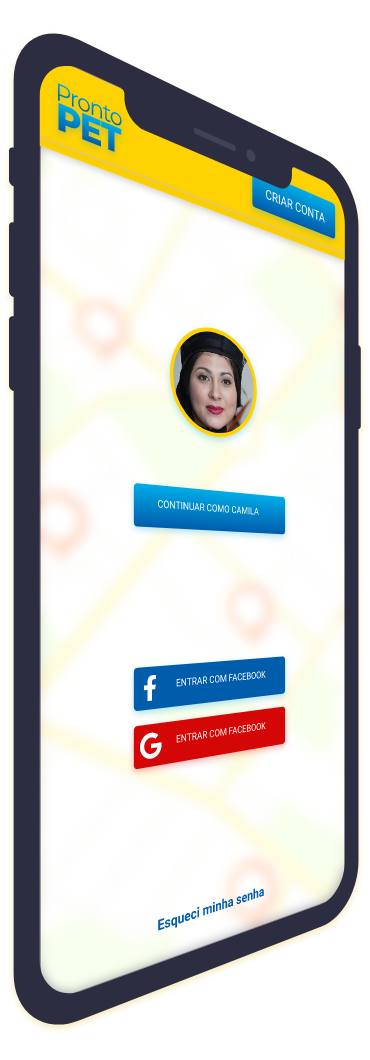 Pronto
PET
CRIAR CONTA
CONTINUAR COMO CAMILA
ENTRAR COM FACEBOOK
G ENTRAR COM FACEBOOK
Esqueci minha senha